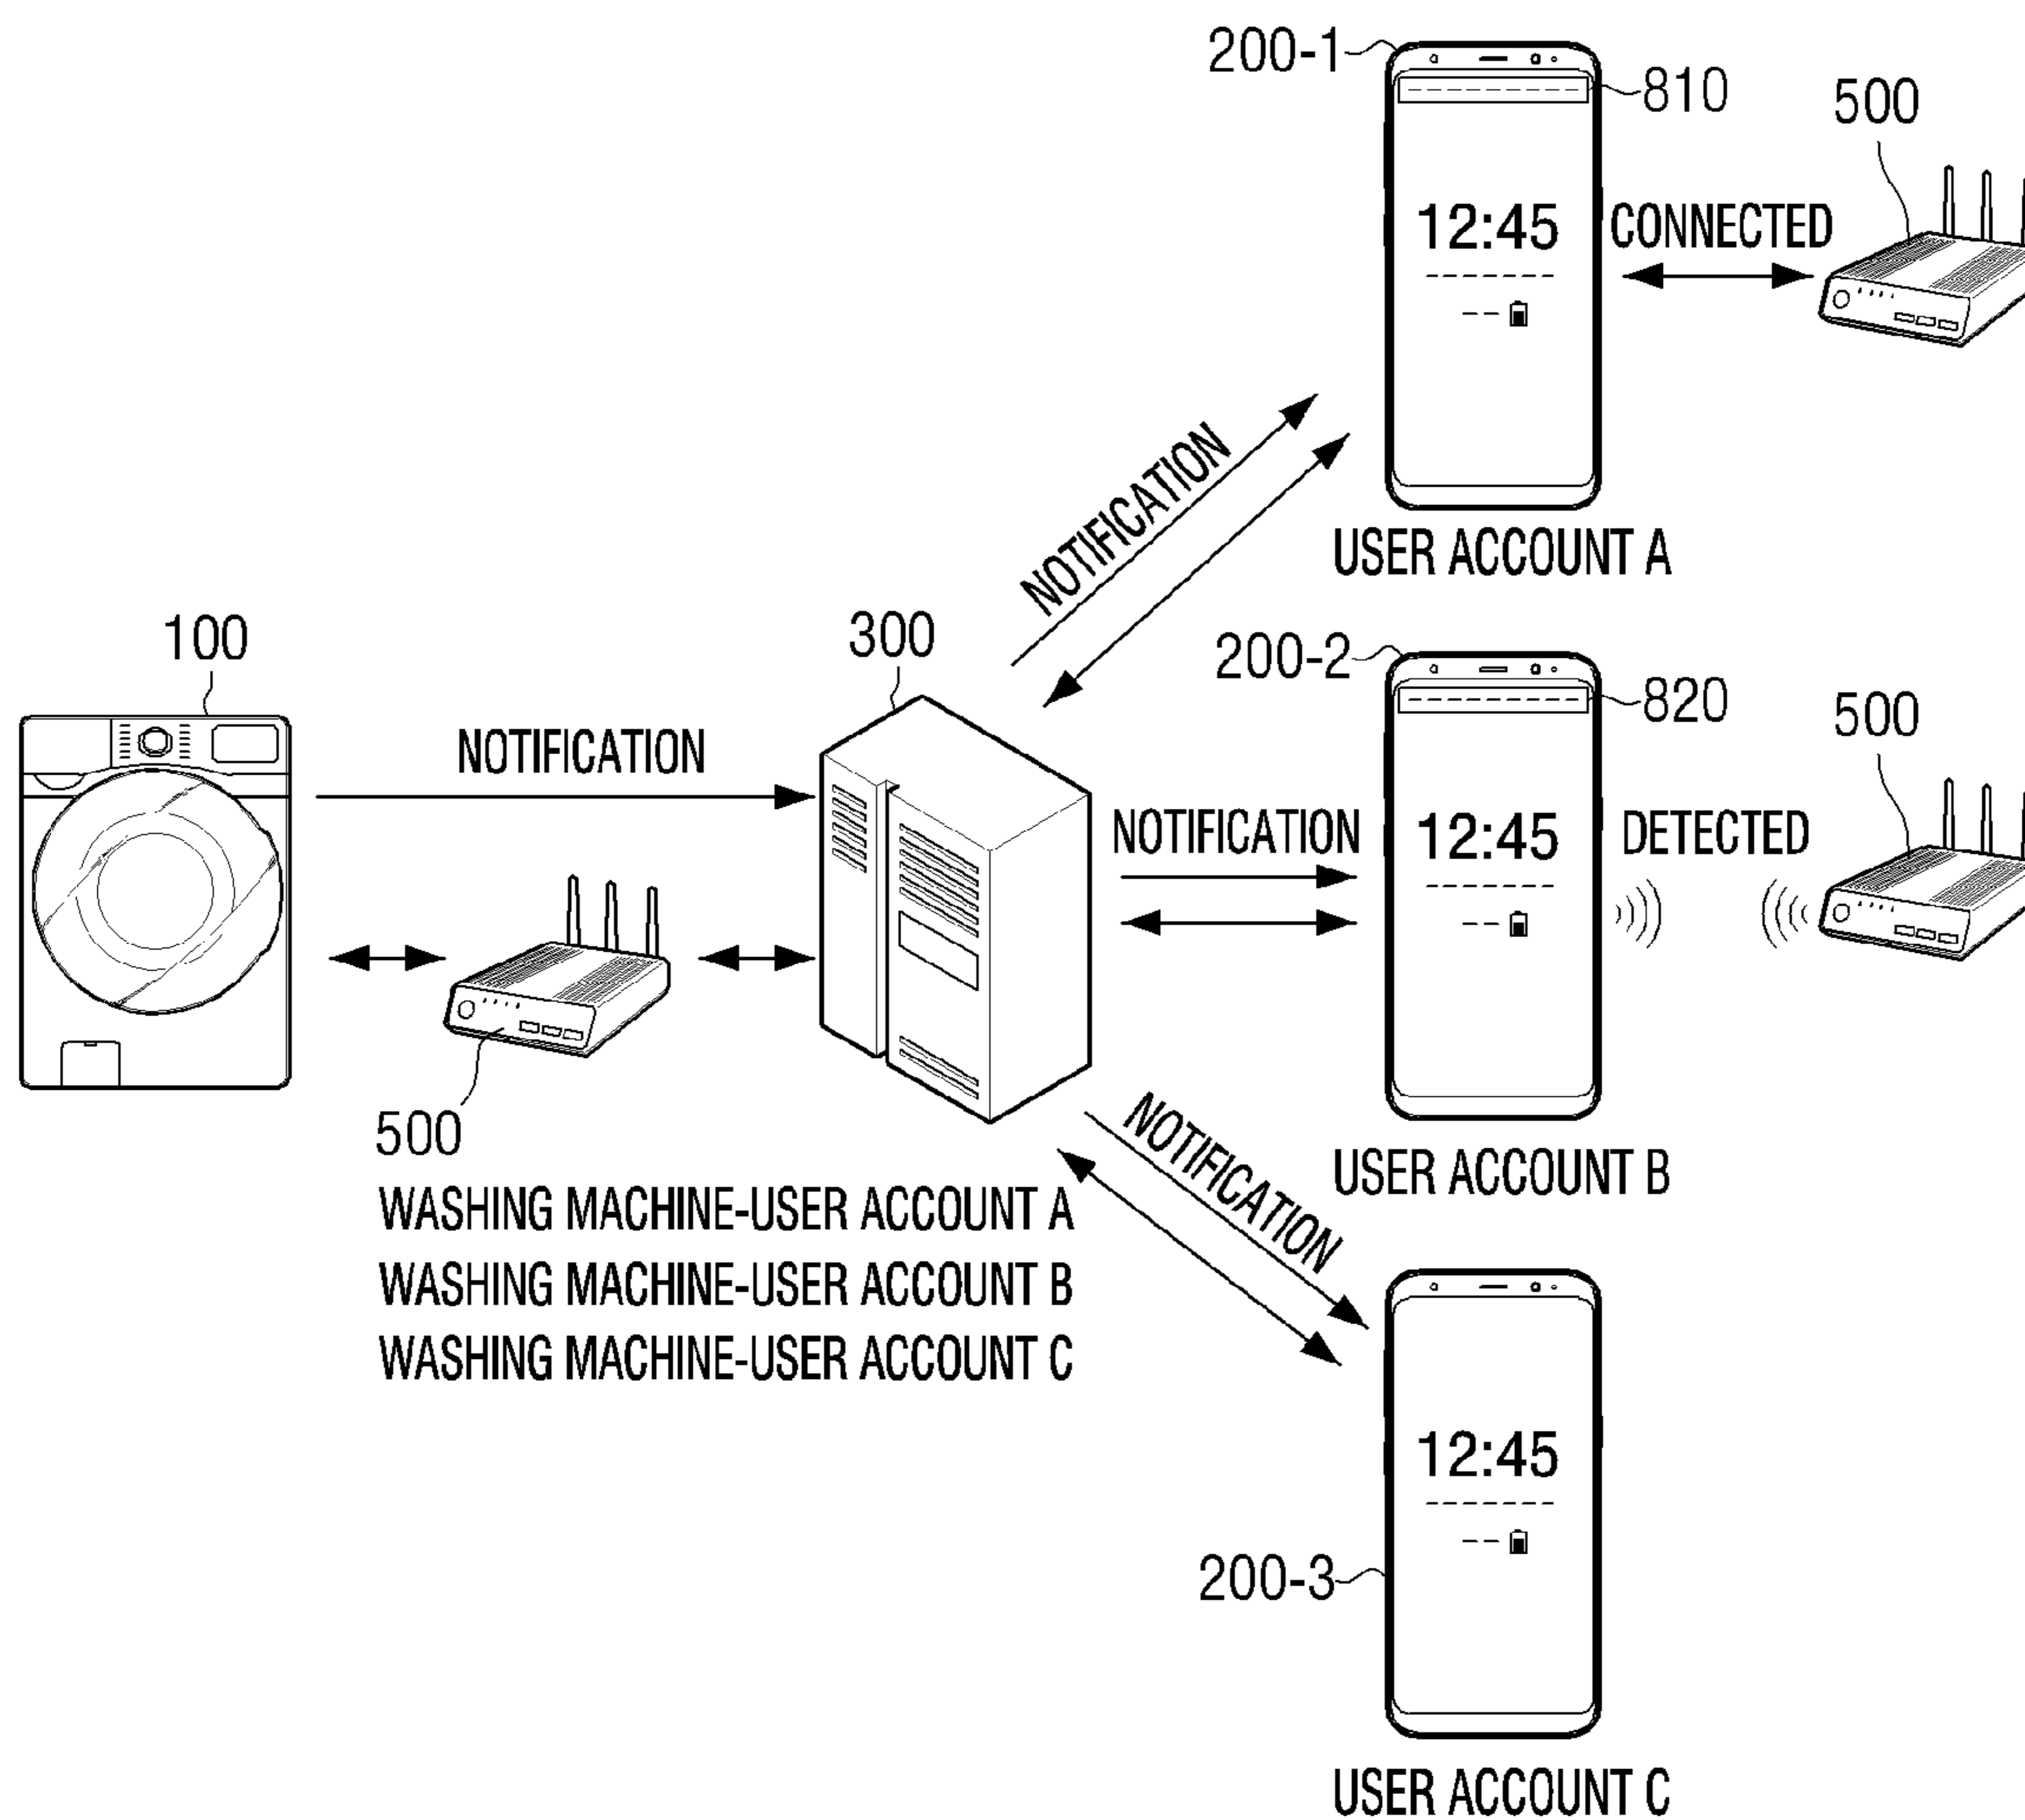 200-1
810
500
12:45
CONNECTED
NOTIFICATION
USER ACCOUNT A
100
300
200-2
820
500
NOTIFICATION
NOTIFICATION
12:45
DETECTED
500
NOTIFICATION
USER ACCOUNT B
WASHING MACHINE-USER ACCOUNT A
WASHING MACHINE-USER ACCOUNT B
WASHING MACHINE-USER ACCOUNT C
12:45
200-3
USER ACCOUNT C